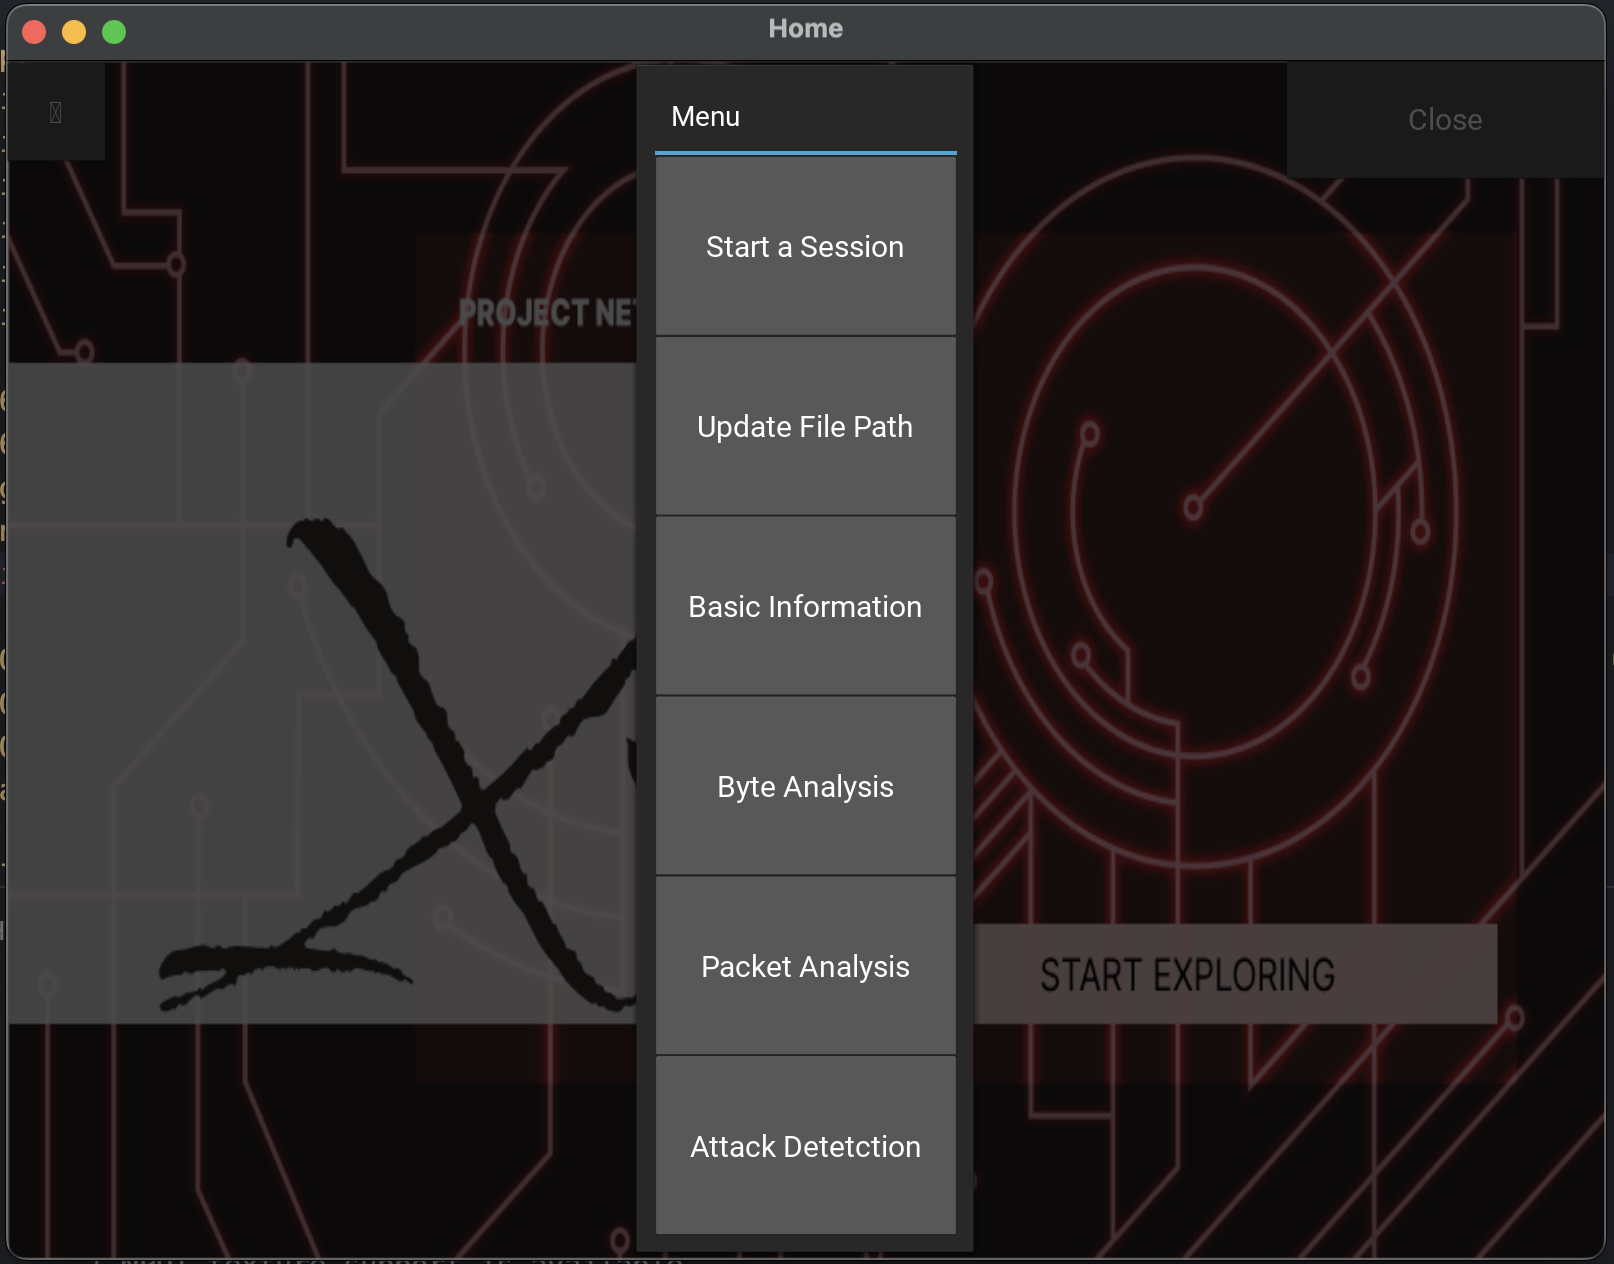 Home
Close
Menu
Start a Session
PROJECT
Update File Path
Basic Information
Byte Analysis
Packet Analysis
START EXPLORING
Attack Detetction